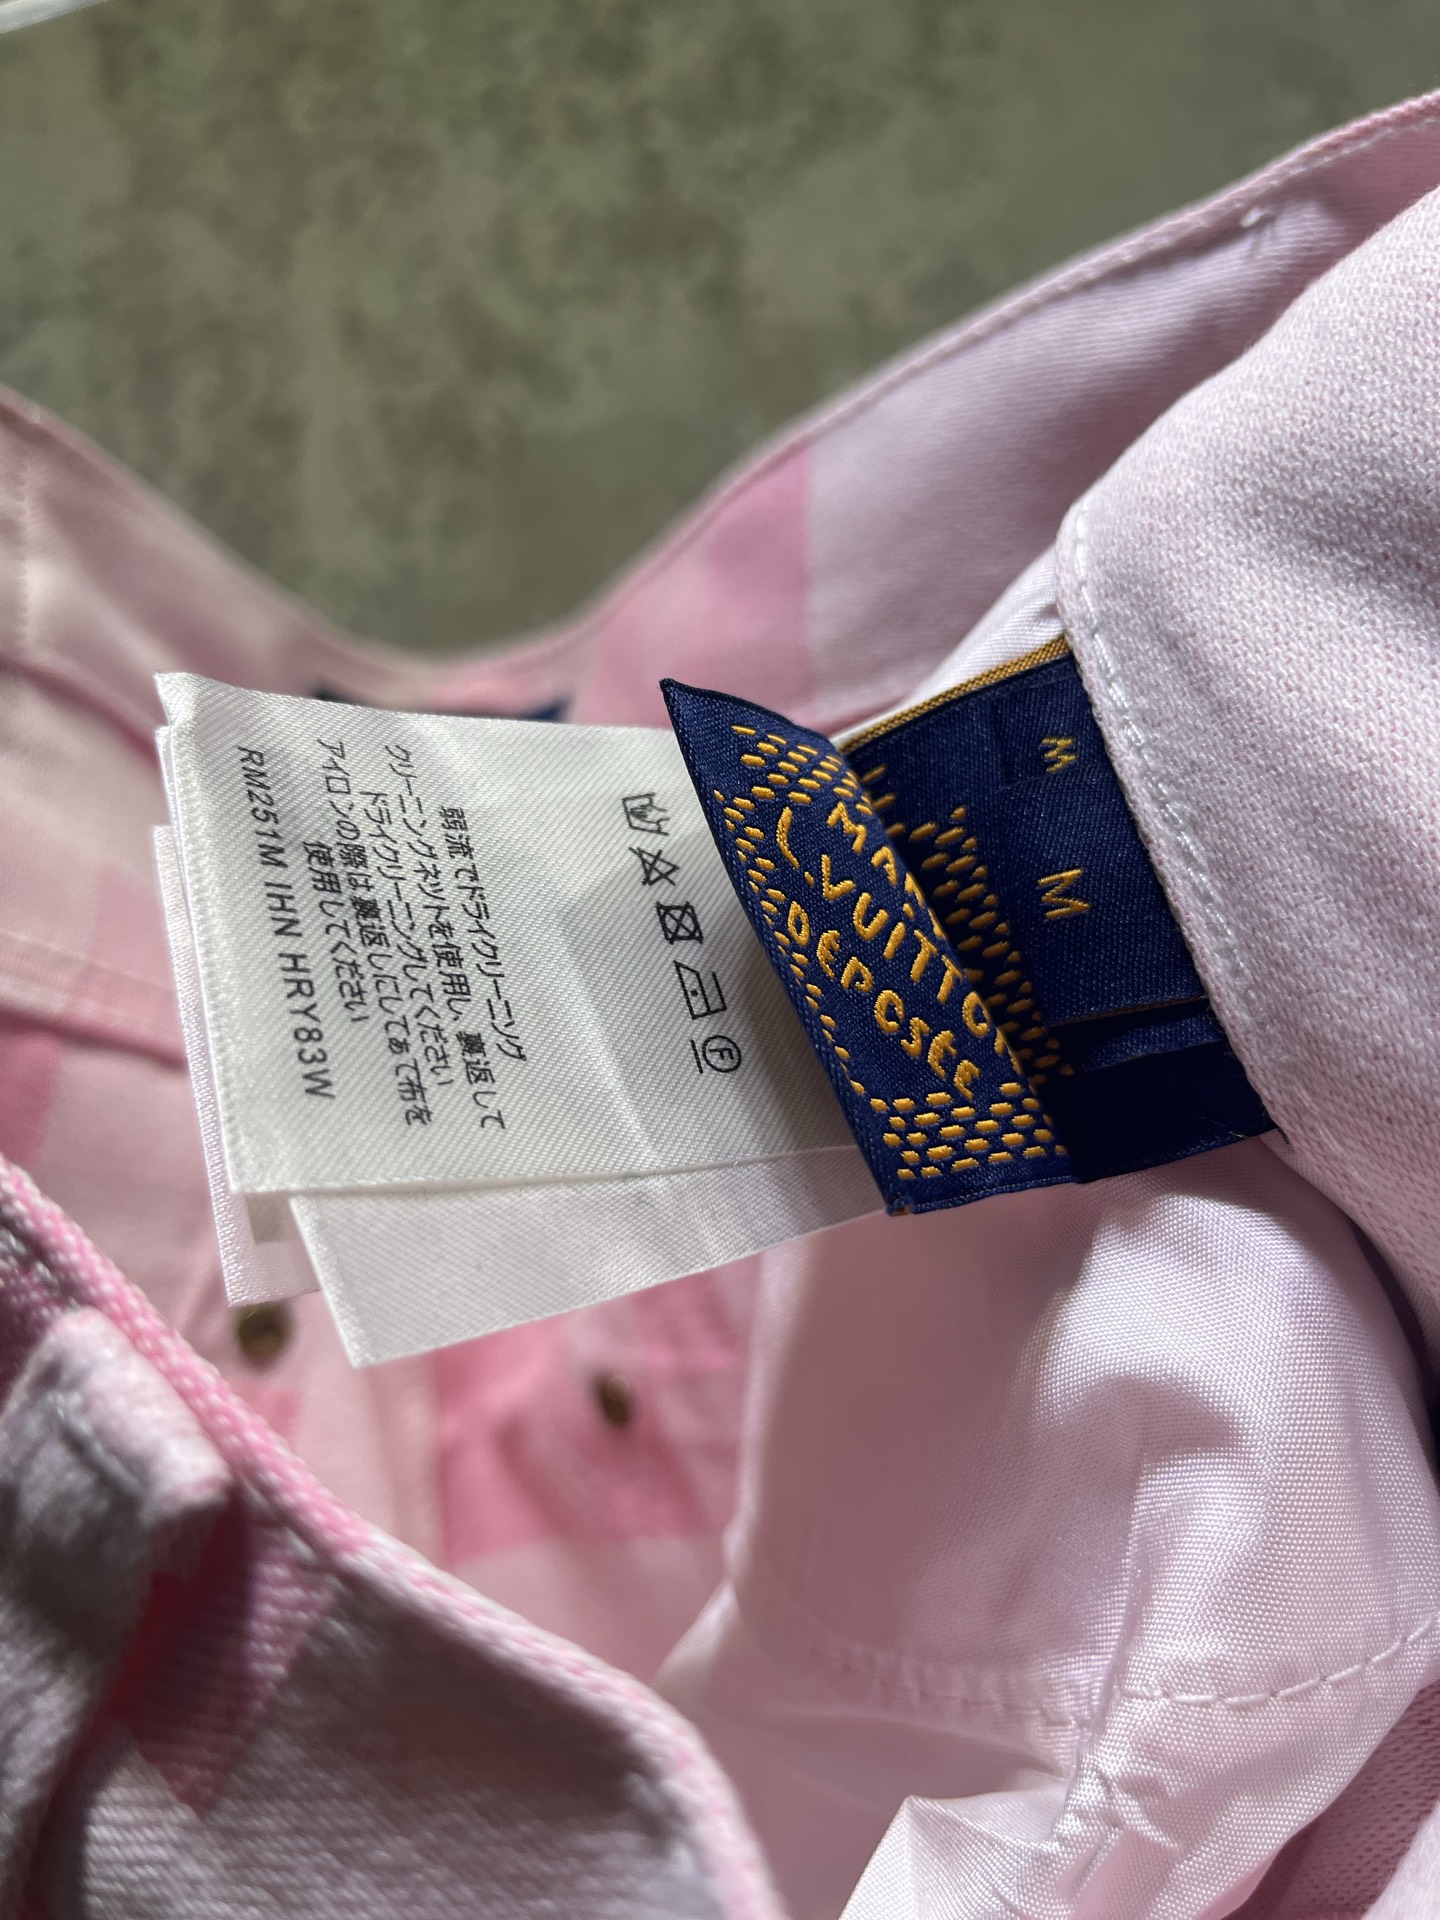 弱流でドライクリーニング
クリーニングネットを使用し、裏返して
ドライクリーニングしてください
アイロンの際は裏返しにしてあて布を
使用してください
RM251M IHN HRY83W
F
L.VUITTON
DEPOSEE
M
M